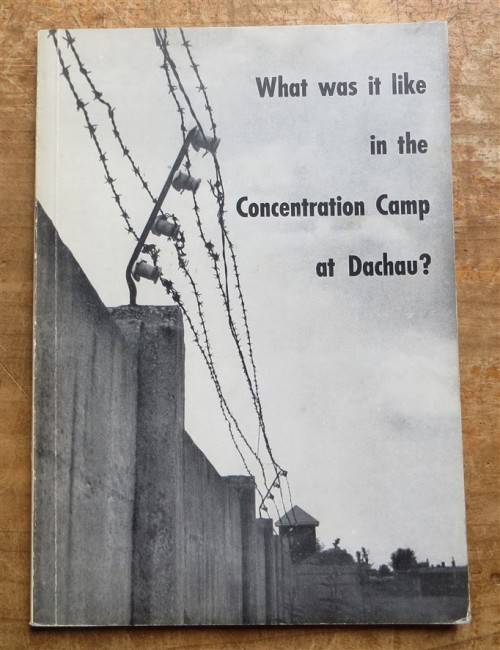 What was it like
in the
Concentration Camp
at Dachau?